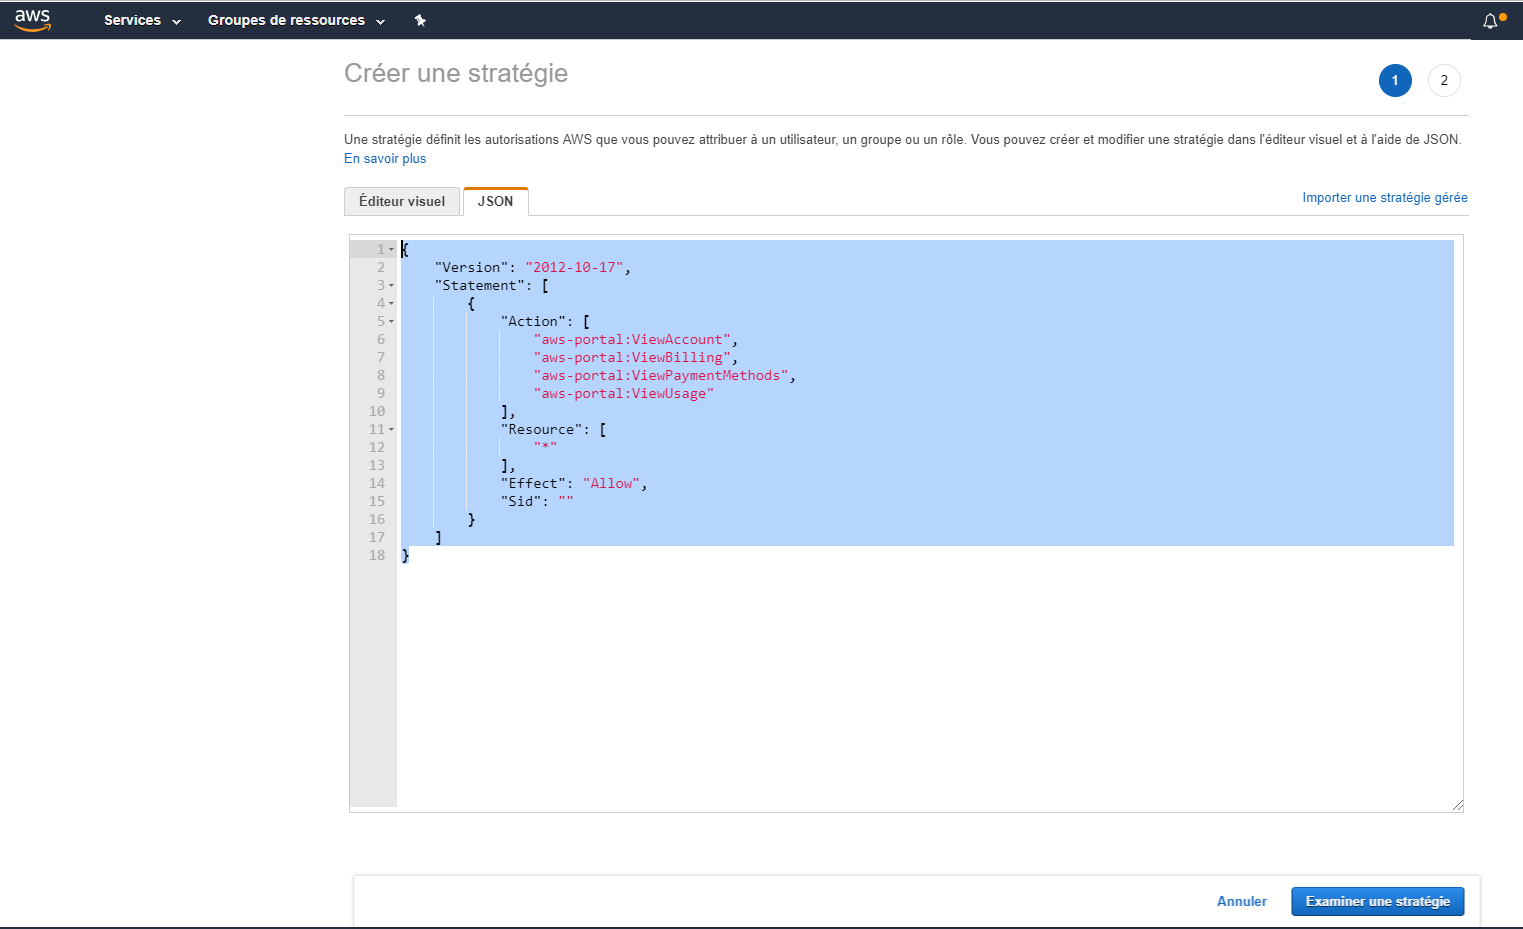 aws Services Groupes de ressources
Créer une stratégie
1 2
Une stratégie définit les autorisations AWS que vous pouvez attribuer à un utilisateur, un groupe ou un rôle. Vous pouvez créer et modifier une stratégie dans l'éditeur visuel et à l'aide de JSON.
En savoir plus
Éditeur visuel JSON Importer une stratégie gérée
1 {
2 "Version": "2012-10-17",
3 "Statement": [
4 {
5 "Action": [
6 "aws-portal:ViewAccount",
7 "aws-portal:ViewBilling",
8 "aws-portal:ViewPaymentMethods",
9 "aws-portal:ViewUsage"
10 ],
11 "Resource": [
12 "*"
13 ],
14 "Effect": "Allow",
15 "Sid": ""
16 }
17 ]
18 }
Annuler Examiner une stratégie